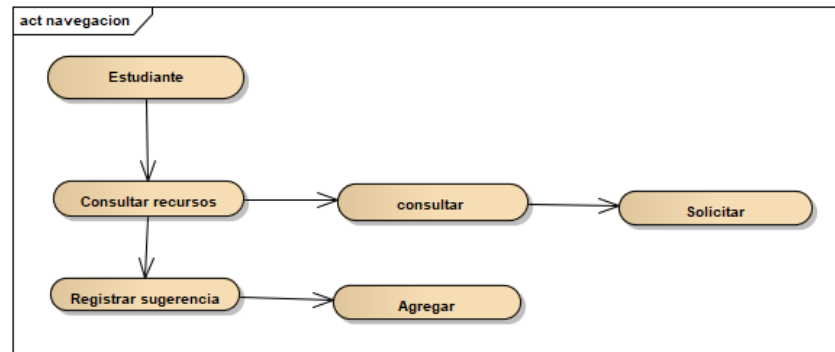 act navegacion
Estudiante
Consultar recursos
consultar
Solicitar
Registrar sugerencia
Agregar